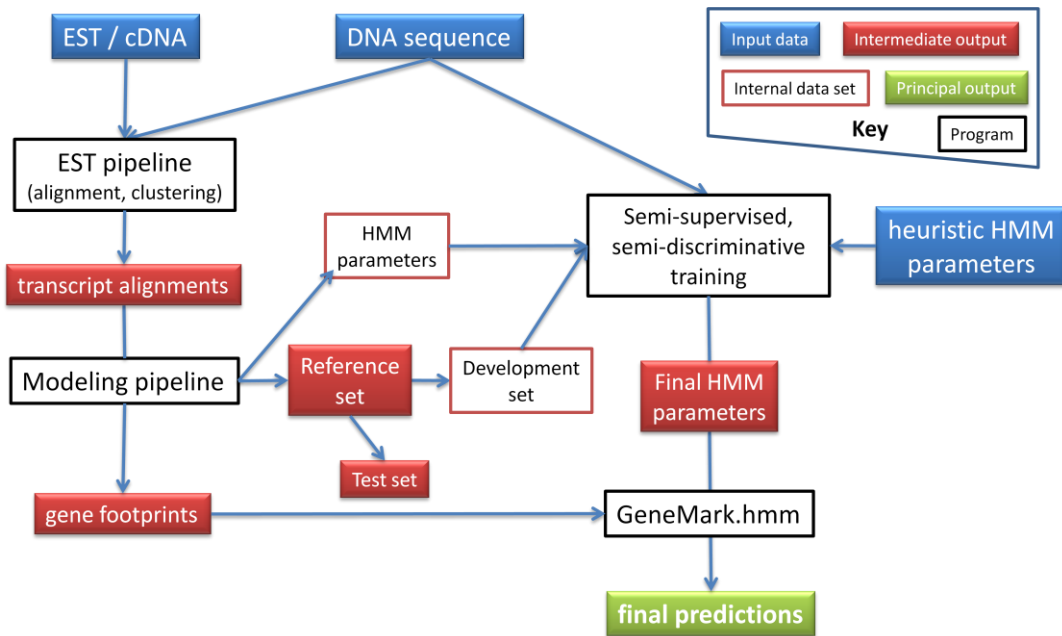 EST / cDNA
DNA sequence
Input data
Intermediate output
Internal data set
Principal output
Key
Program
EST pipeline
(alignment, clustering)
HMM
parameters
Semi-supervised,
semi-discriminative
training
heuristic HMM
parameters
transcript alignments
Modeling pipeline
Reference
set
Development
set
Final HMM
parameters
Test set
gene footprints
GeneMark.hmm
final predictions